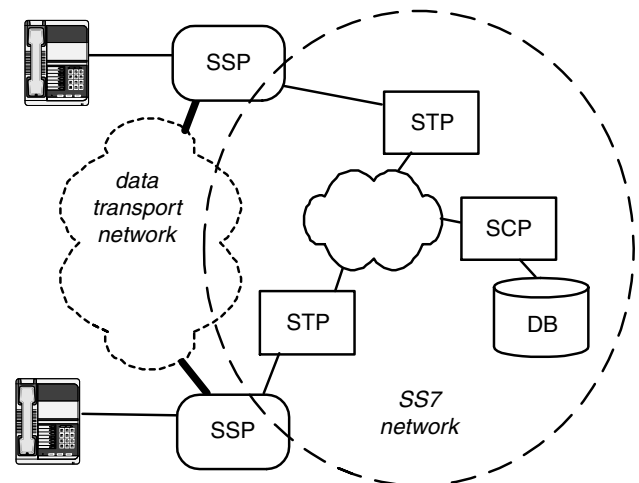 SSP
STP
data
transport
network
SCP
STP
DB
SS7
network
SSP